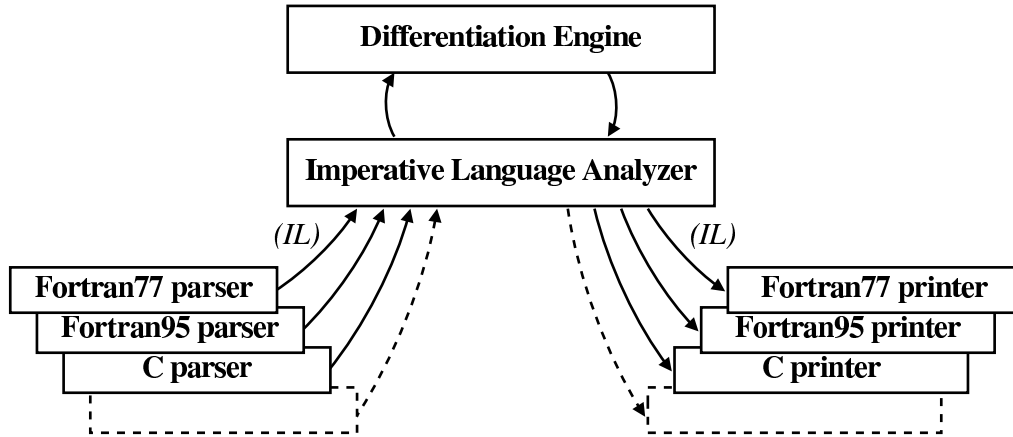 Differentiation Engine
Imperative Language Analyzer
(IL)
(IL)
Fortran77 parser
Fortran77 printer
Fortran95 parser
Fortran95 printer
C parser
C printer